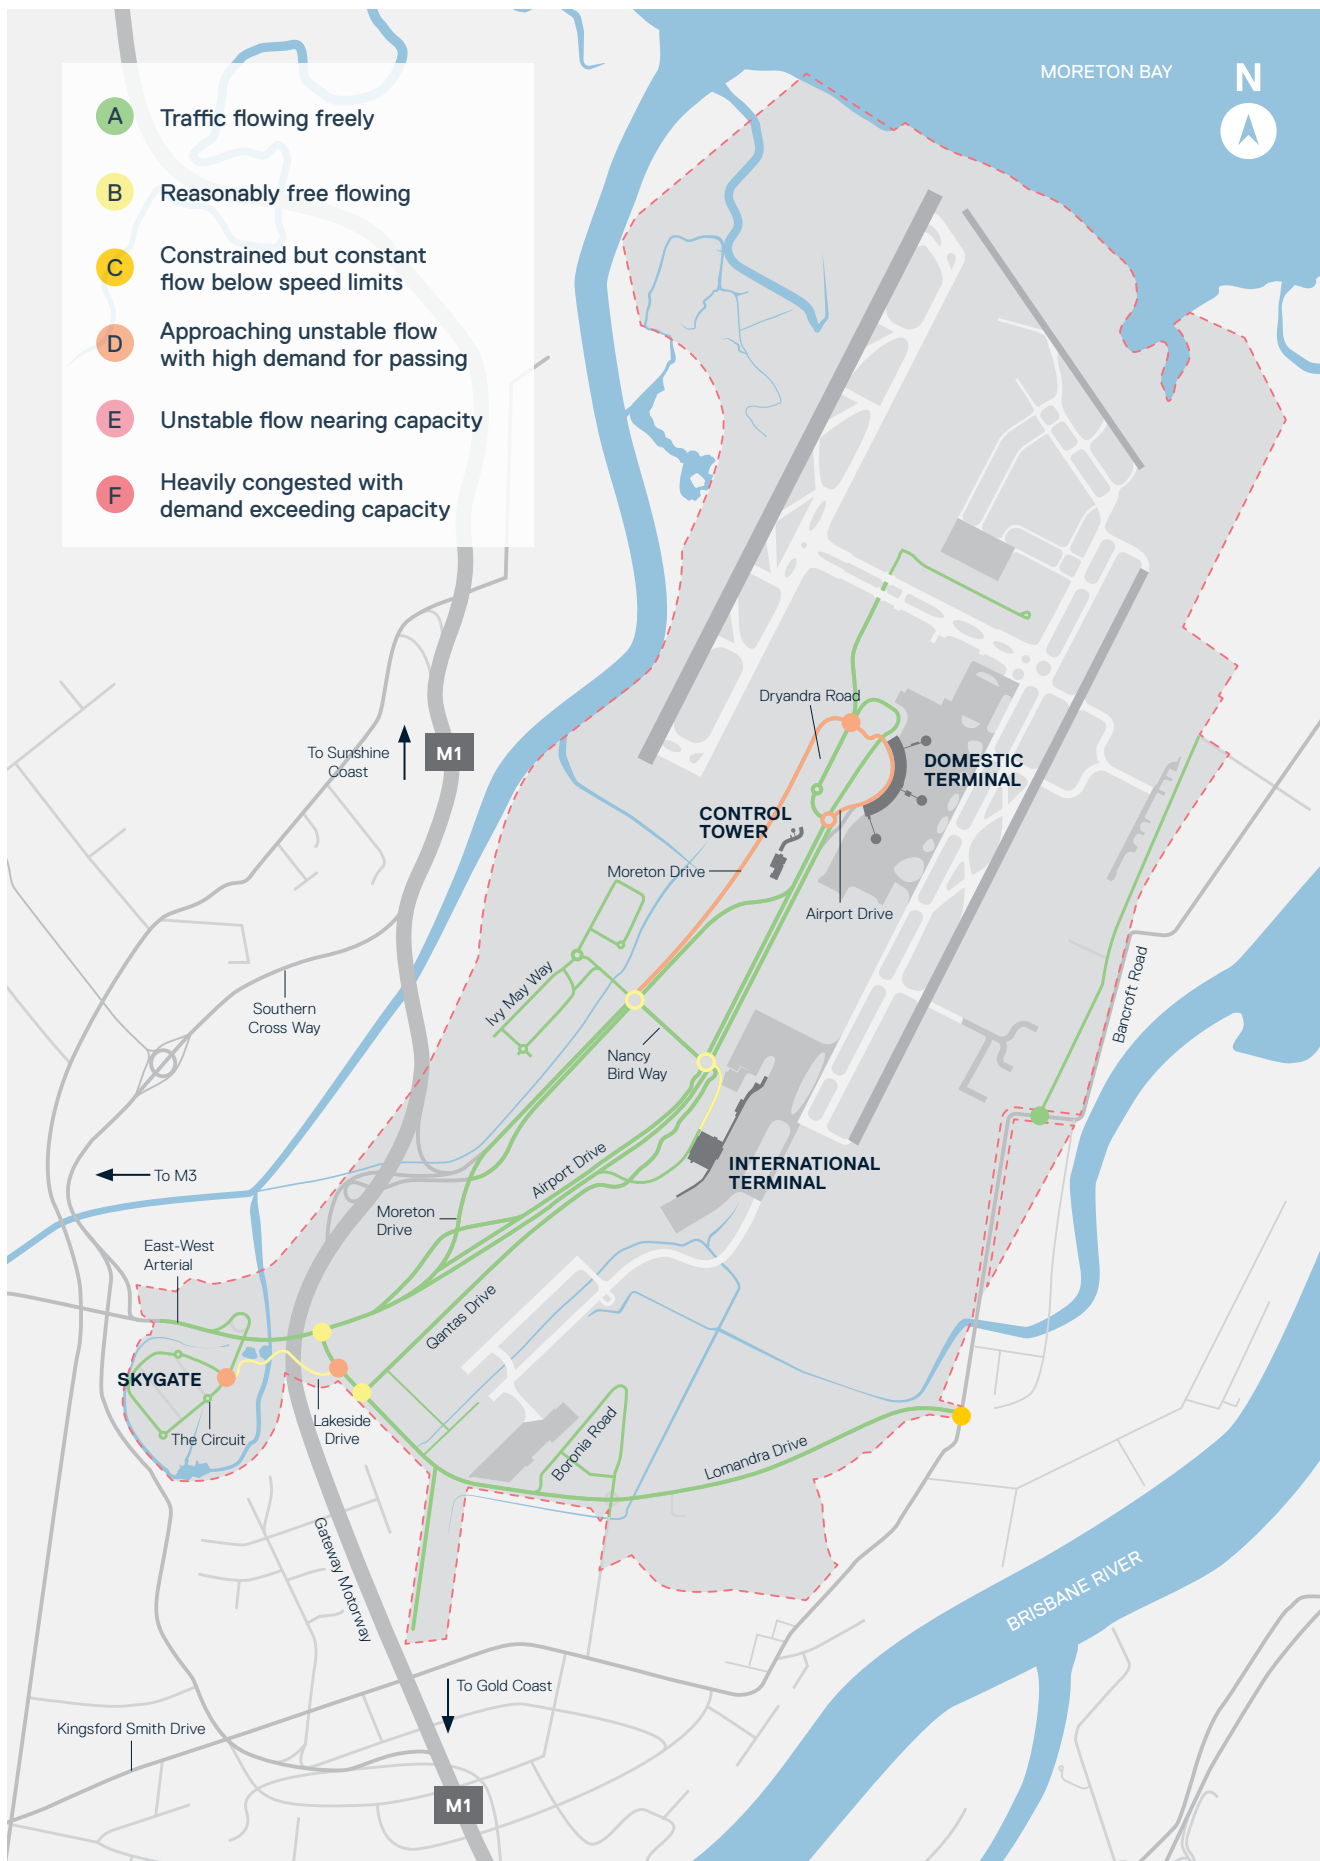 MORETON BAY
N
A
Traffic flowing freely
B
Reasonably free flowing
C
Constrained but constant
flow below speed limits
D
Approaching unstable flow
with high demand for passing
E
Unstable flow nearing capacity
F
Heavily congested with
demand exceeding capacity
Dryandra Road
To Sunshine
Coast
M1
DOMESTIC
TERMINAL
CONTROL
TOWER
Moreton Drive
Airport Drive
Ivy May Way
Bancroft Road
Southern
Cross Way
Nancy
Bird Way
To M3
Airport Drive
INTERNATIONAL
TERMINAL
Moreton
Drive
East-West
Arterial
Qantas Drive
SKYGATE
The Circuit
Lakeside
Drive
Boronia Road
Lomandra Drive
Gateway Motorway
BRISBANE RIVER
To Gold Coast
Kingsford Smith Drive
M1